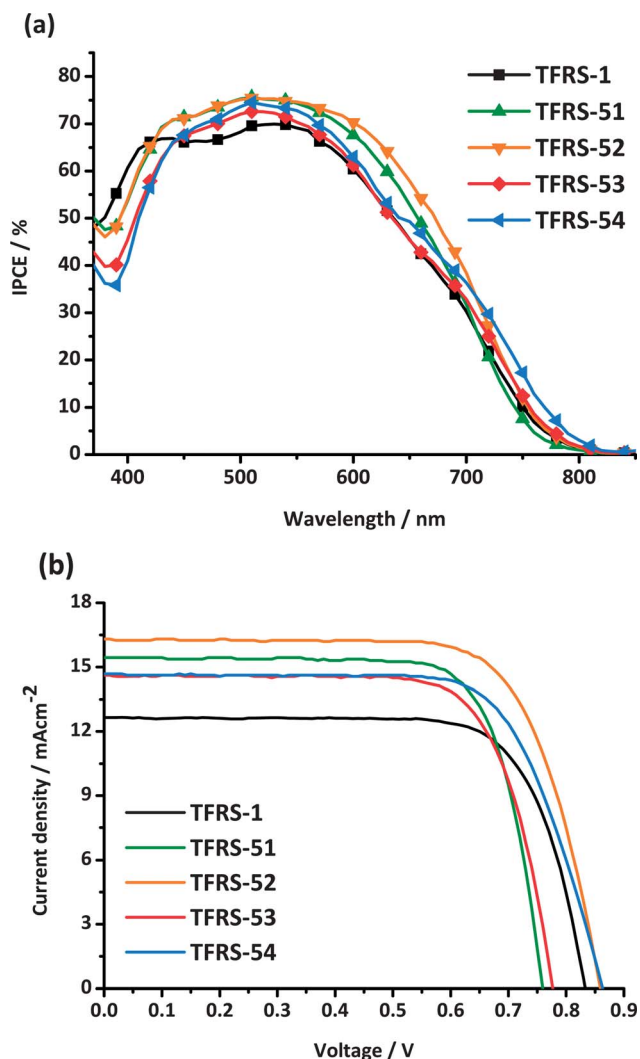 (a)
80
70
60
50
40
30
20
10
0
IPCE / %
TFRS-1
TFRS-51
TFRS-52
TFRS-53
TFRS-54
400 500 600 700 800
Wavelength / nm
(b)
18
15
12
9
6
3
0
Current density / mAcm-2
TFRS-1
TFRS-51
TFRS-52
TFRS-53
TFRS-54
0.0 0.1 0.2 0.3 0.4 0.5 0.6 0.7 0.8 0.9
Voltage / V